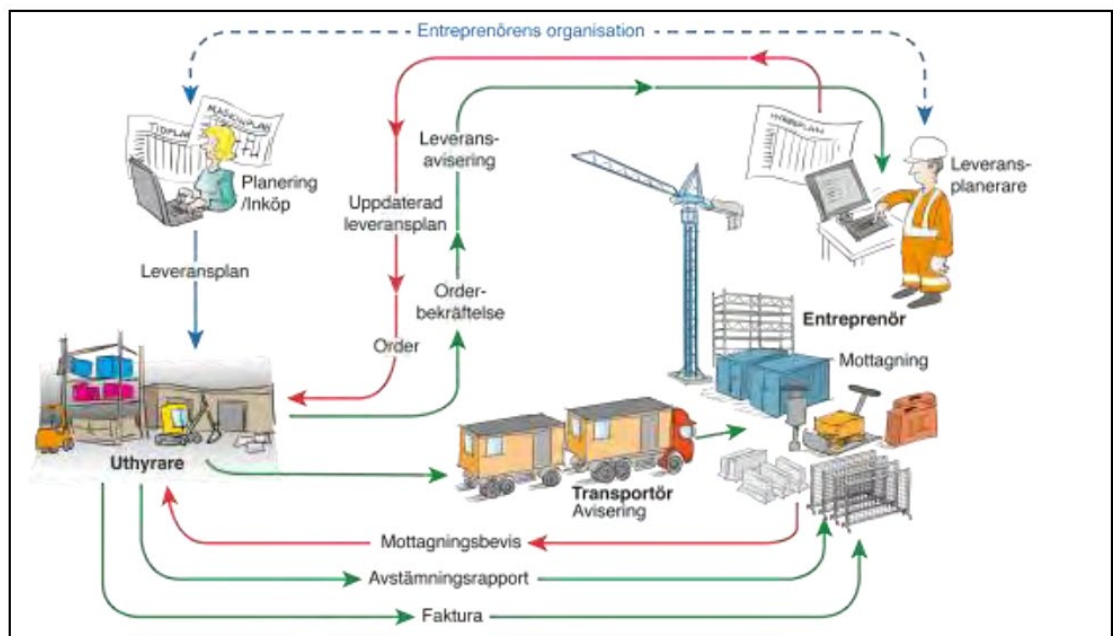 Entreprenörens organisation
MASKINPLAN
TIDPLAN
Planering
/Inköp
Leverans-
avisering
Leverans-
planerare
Uppdaterad
leveransplan
Leveransplan
Order-
bekräftelse
Order
Entreprenör
Mottagning
Uthyrare
Transportör
Avisering
Mottagningsbevis
Avstämningsrapport
Faktura